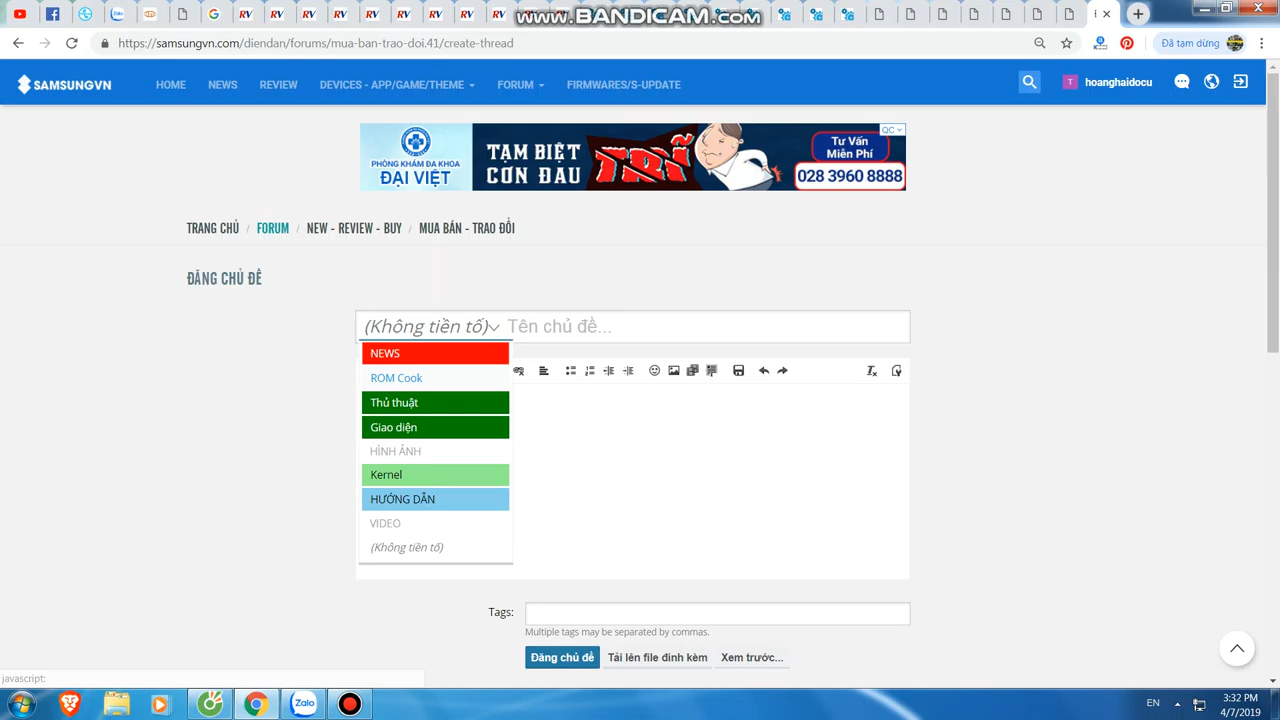 www.BANDICAM.com
https://samsungvn.com/diendan/forums/mua-ban-trao-doi.41/create-thread
Đã tạm dừng
SAMSUNGVN
HOME
NEWS
REVIEW
DEVICES - APP/GAME/THEME
FORUM
FIRMWARES/S-UPDATE
T
hoanghaidocu
PHÒNG KHÁM ĐA KHOA
ĐẠI VIỆT
TẠM BIỆT
CƠN ĐAU
TRĨ
QC
Tư Vấn
Miễn Phí
028 3960 8888
TRANG CHỦ / FORUM / NEW - REVIEW - BUY / MUA BÁN - TRAO ĐỔI
ĐĂNG CHỦ ĐỀ
(Không tiền tố) Tên chủ đề...
NEWS
ROM Cook
Thủ thuật
Giao diện
HÌNH ẢNH
Kernel
HƯỚNG DẪN
VIDEO
(Không tiền tố)
Tags:
Multiple tags may be separated by commas.
Đăng chủ đề
Tải lên file đính kèm
Xem trước...
javascript:
Zalo
EN
3:32 PM
4/7/2019